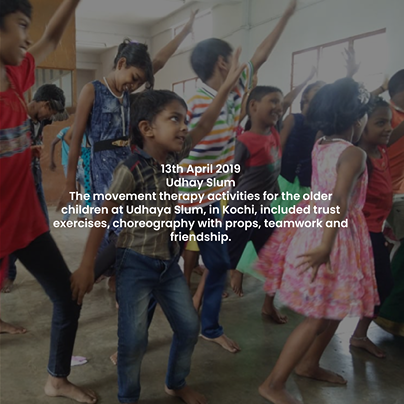 13th April 2019
Udhay Slum
The movement therapy activities for the older
children at Udhaya Slum, in Kochi, included trust
exercises, choreography with props, teamwork and
friendship.